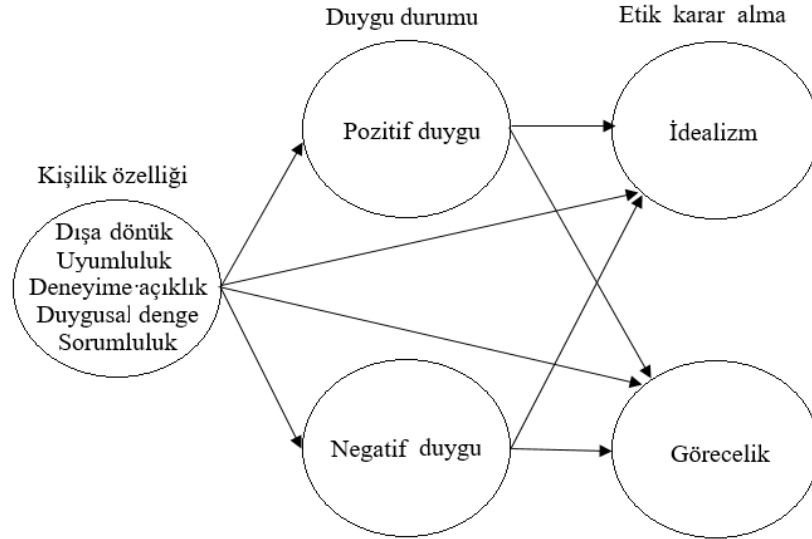 Duygu durumu
Etik karar alma
Pozitif duygu
İdealizm
Kişilik özelliği
Dışa dönük
Uyumluluk
Deneyime·açıklık
Duygusal denge
Sorumluluk
Negatif duygu
Görecelik